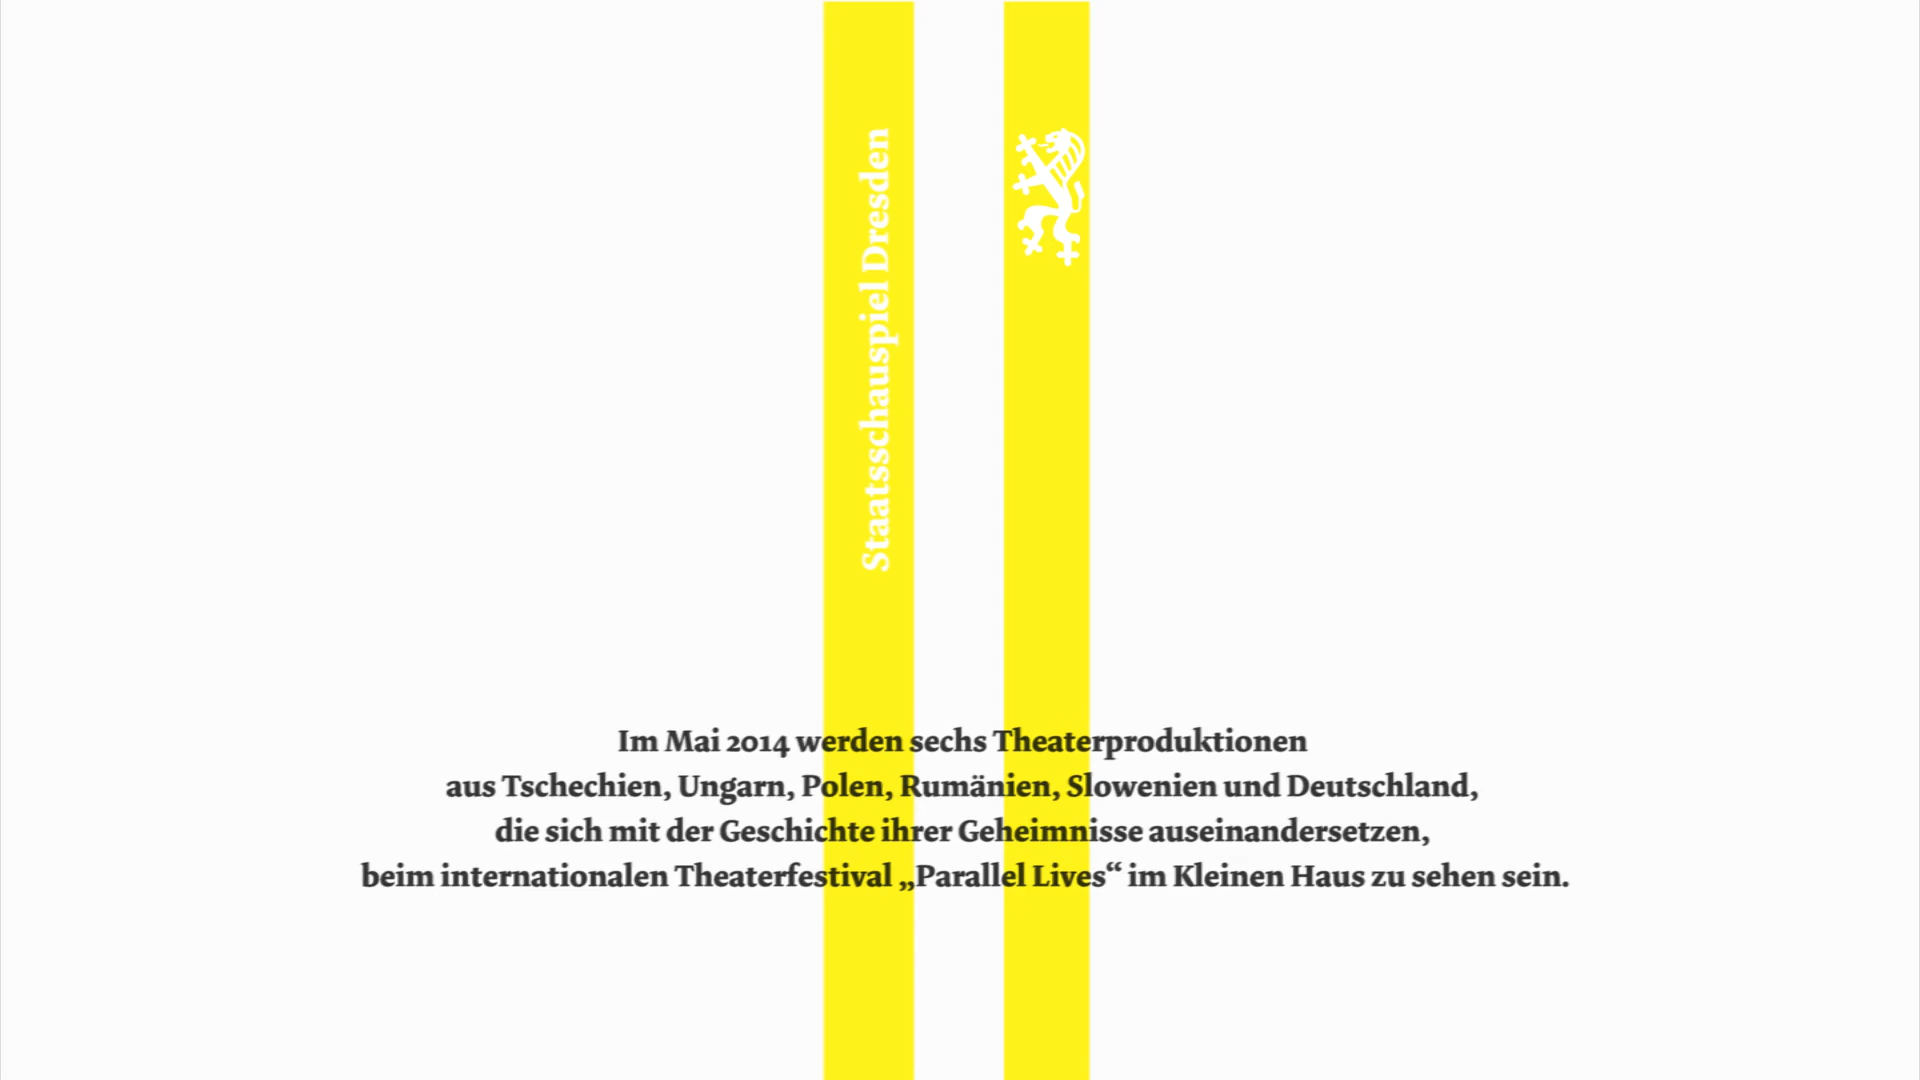 Staatsschauspiel Dresden
Im Mai 2014 werden sechs Theaterproduktionen
aus Tschechien, Ungarn, Polen, Rumänien, Slowenien und Deutschland,
die sich mit der Geschichte ihrer Geheimnisse auseinandersetzen,
beim internationalen Theaterfestival „Parallel Lives“ im Kleinen Haus zu sehen sein.